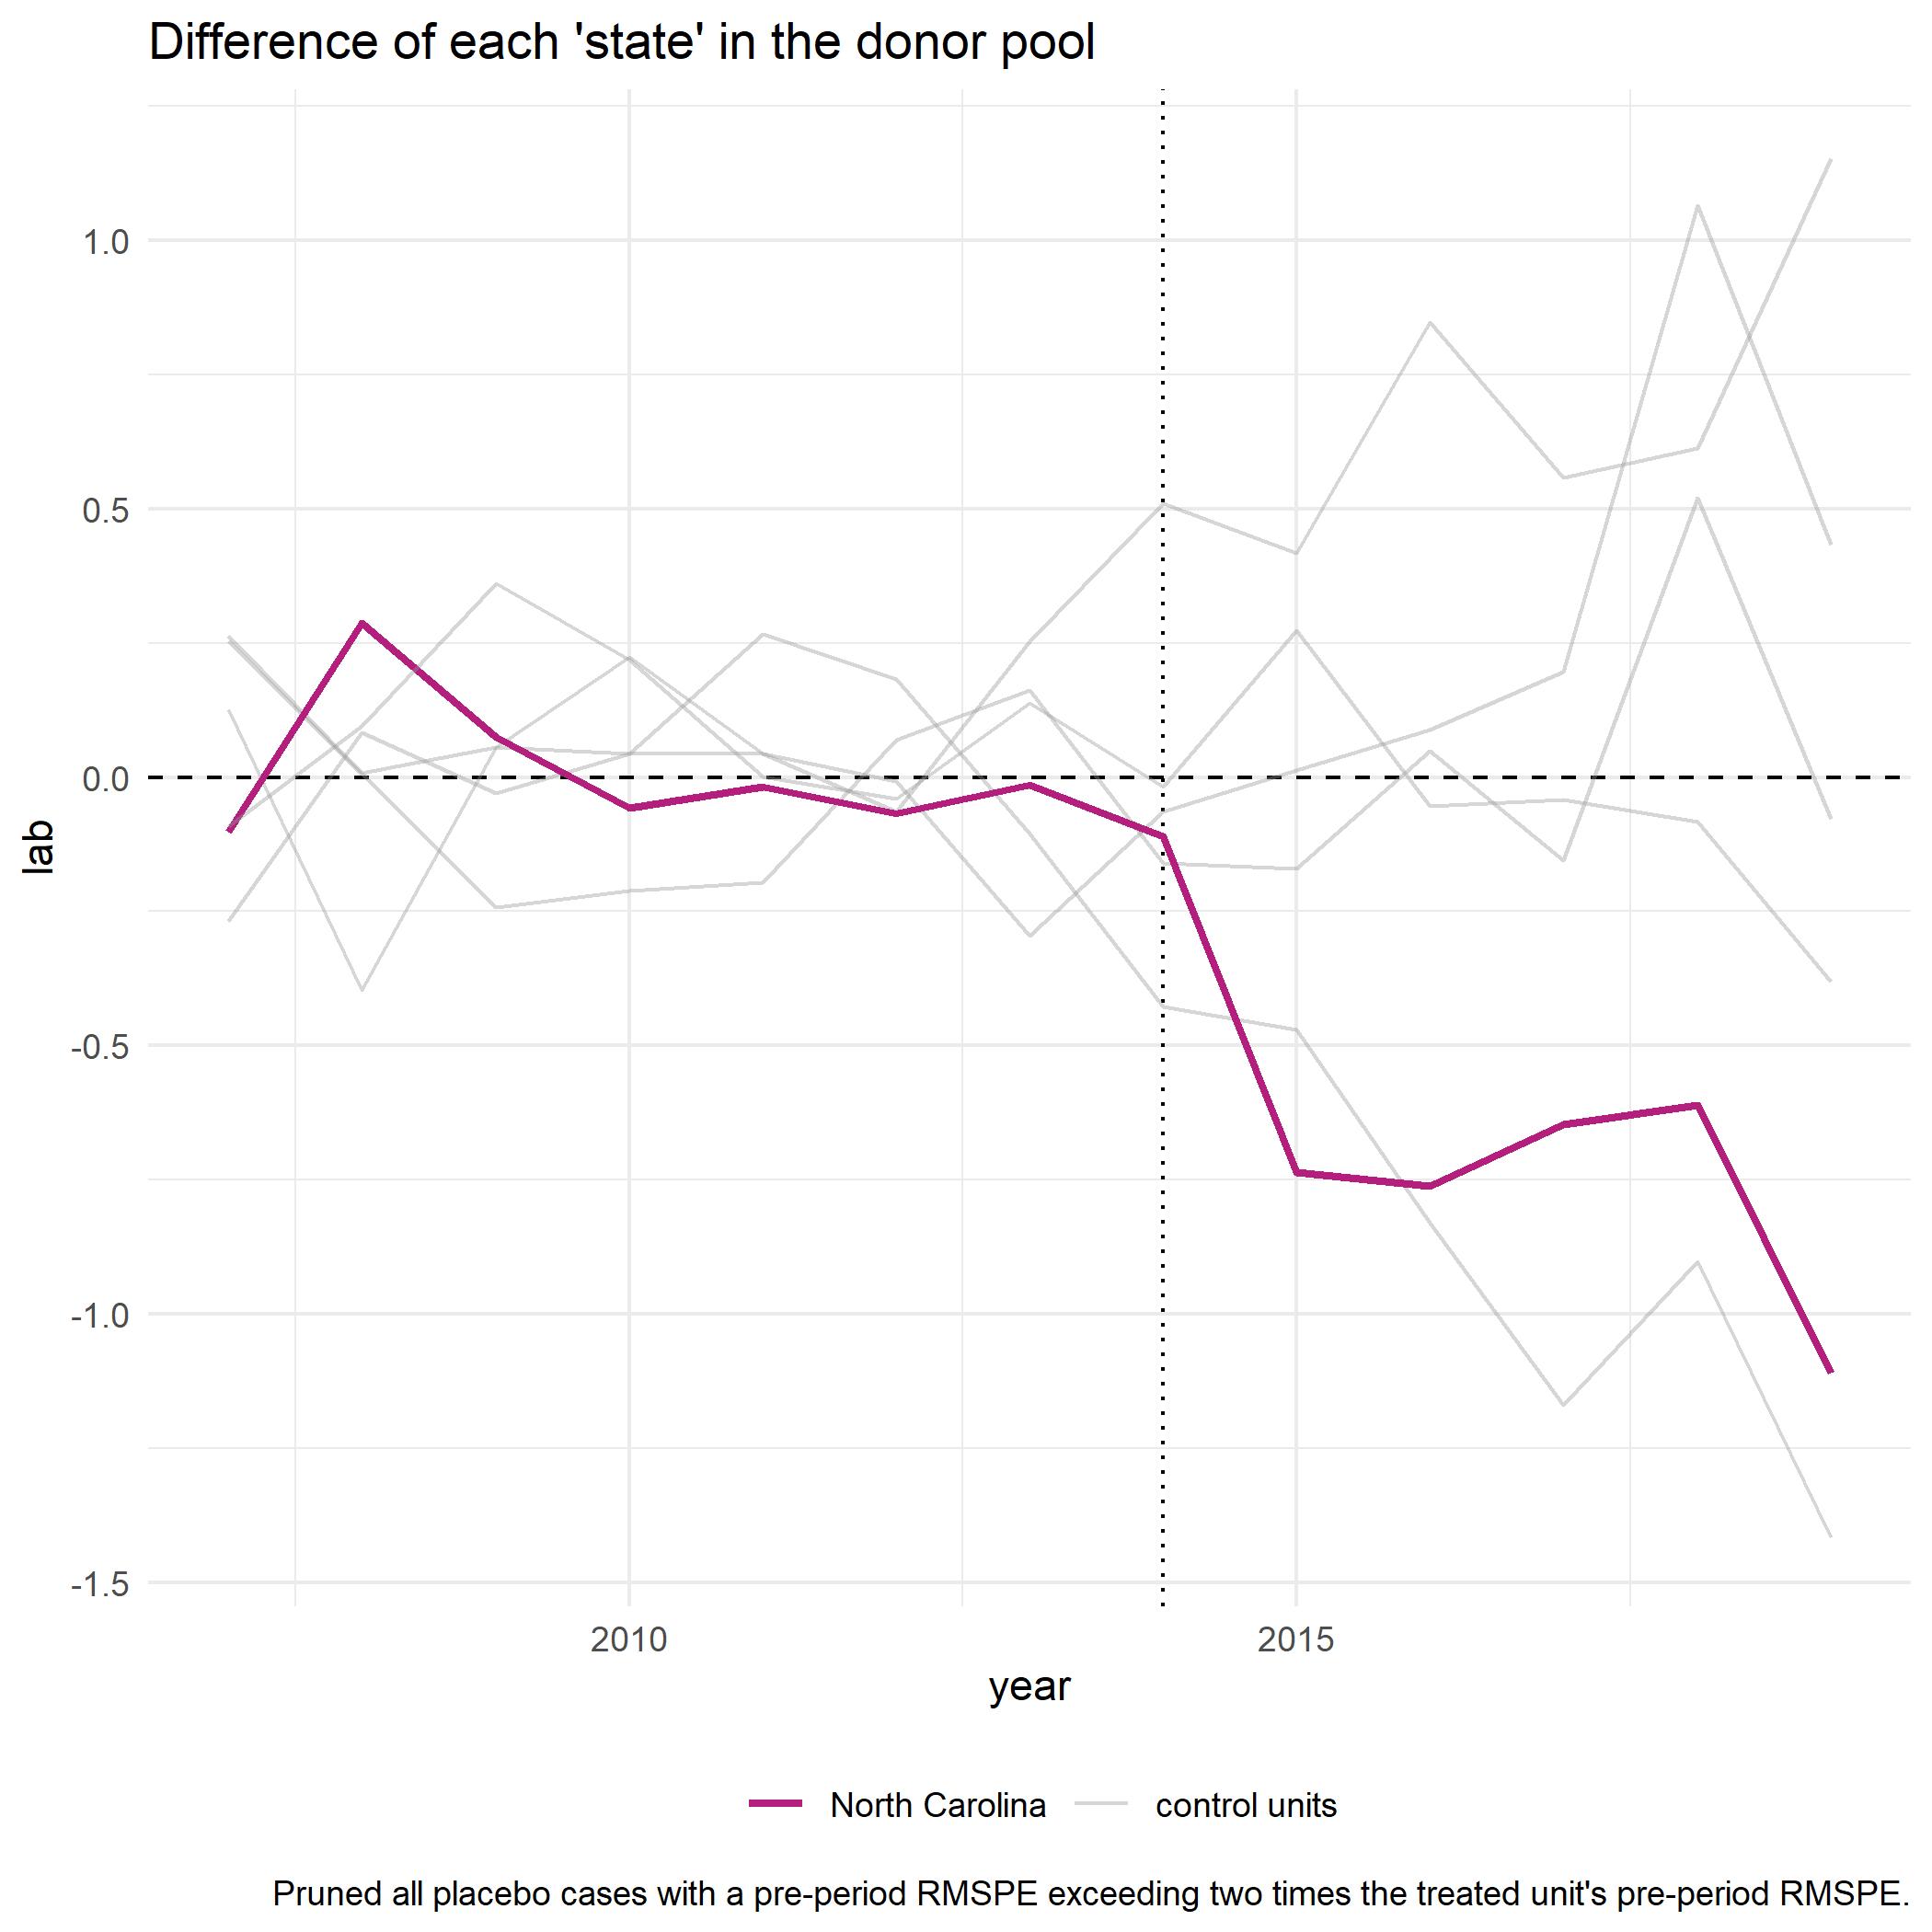 Difference of each 'state' in the donor pool
1.0
0.5
0.0
-0.5
-1.0
-1.5
lab
2010 2015
year
North Carolina control units
Pruned all placebo cases with a pre-period RMSPE exceeding two times the treated unit's pre-period RMSPE.